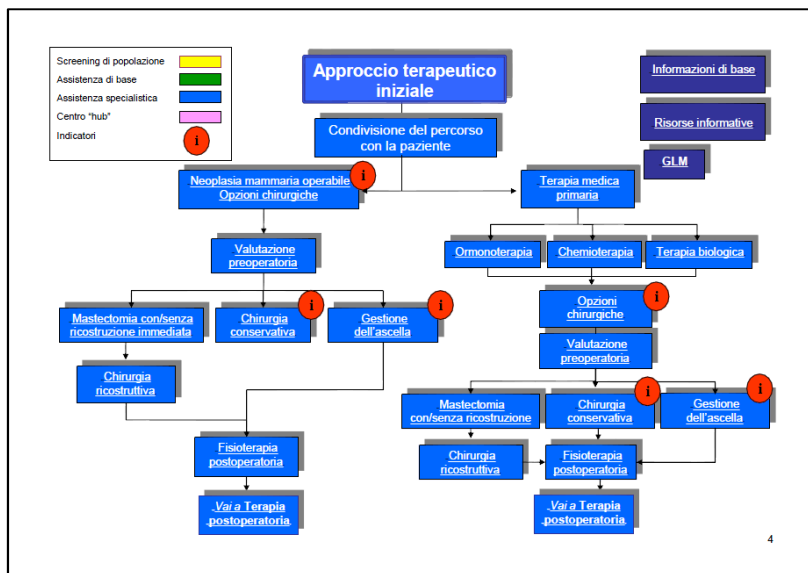 Screening di popolazione
Assistenza di base
Assistenza specialistica
Centro “hub”
Indicatori
i
Approccio terapeutico
iniziale
Informazioni di base
Risorse informative
GLM
Condivisione del percorso
con la paziente
Neoplasia mammaria operabile
Opzioni chirurgiche
i
Terapia medica
primaria
Valutazione
preoperatoria
Ormonoterapia
Chemioterapia
Terapia biologica
Mastectomia con/senza
ricostruzione immediata
Chirurgia
conservativa
i
Gestione
dell’ascella
i
Opzioni
chirurgiche
i
Valutazione
preoperatoria
Chirurgia
ricostruttiva
Mastectomia
con/senza ricostruzione
Chirurgia
conservativa
i
Gestione
dell’ascella
i
Fisioterapia
postoperatoria
Chirurgia
ricostruttiva
Fisioterapia
postoperatoria
Vai a Terapia
postoperatoria
Vai a Terapia
postoperatoria
4